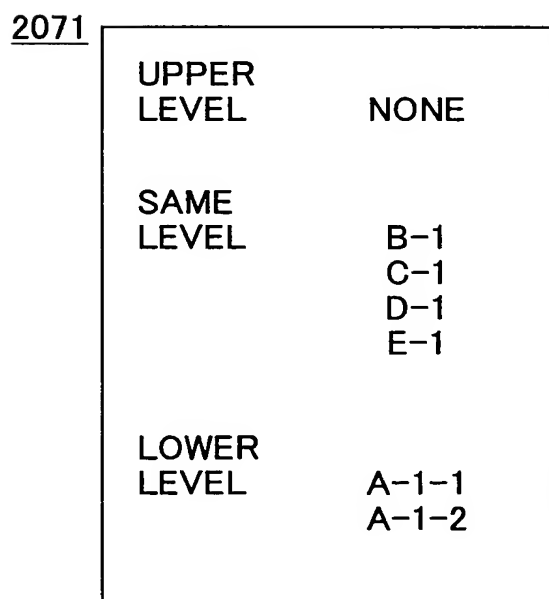 2071
UPPER
LEVEL NONE
SAME
LEVEL B-1
C-1
D-1
E-1
LOWER
LEVEL A-1-1
A-1-2